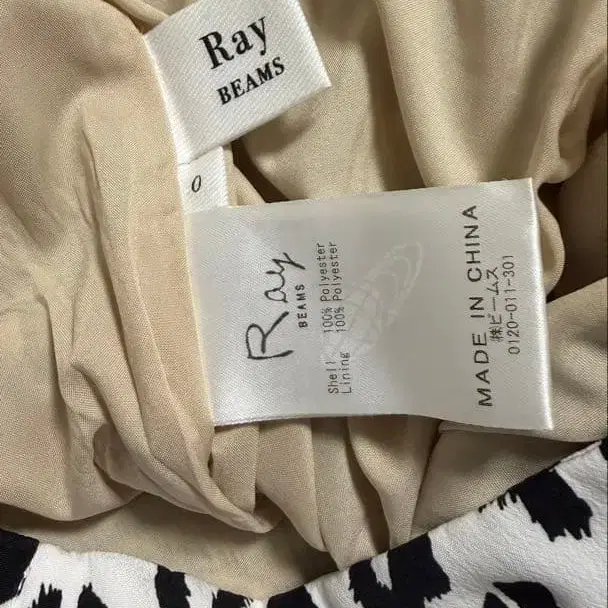 Ray
BEAMS
0
Ray
BEAMS
Shell 100% Polyester
Lining 100% Polyester
MADE IN CHINA
㈱ビームス
0120-011-301